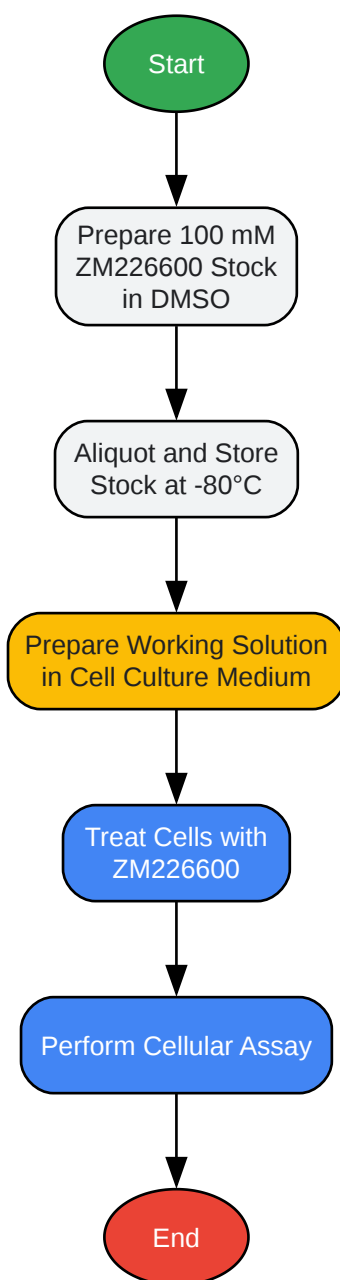 Start
Prepare 100 mM
ZM226600 Stock
in DMSO
Aliquot and Store
Stock at -80°C
Prepare Working Solution
in Cell Culture Medium
Treat Cells with
ZM226600
Perform Cellular Assay
End